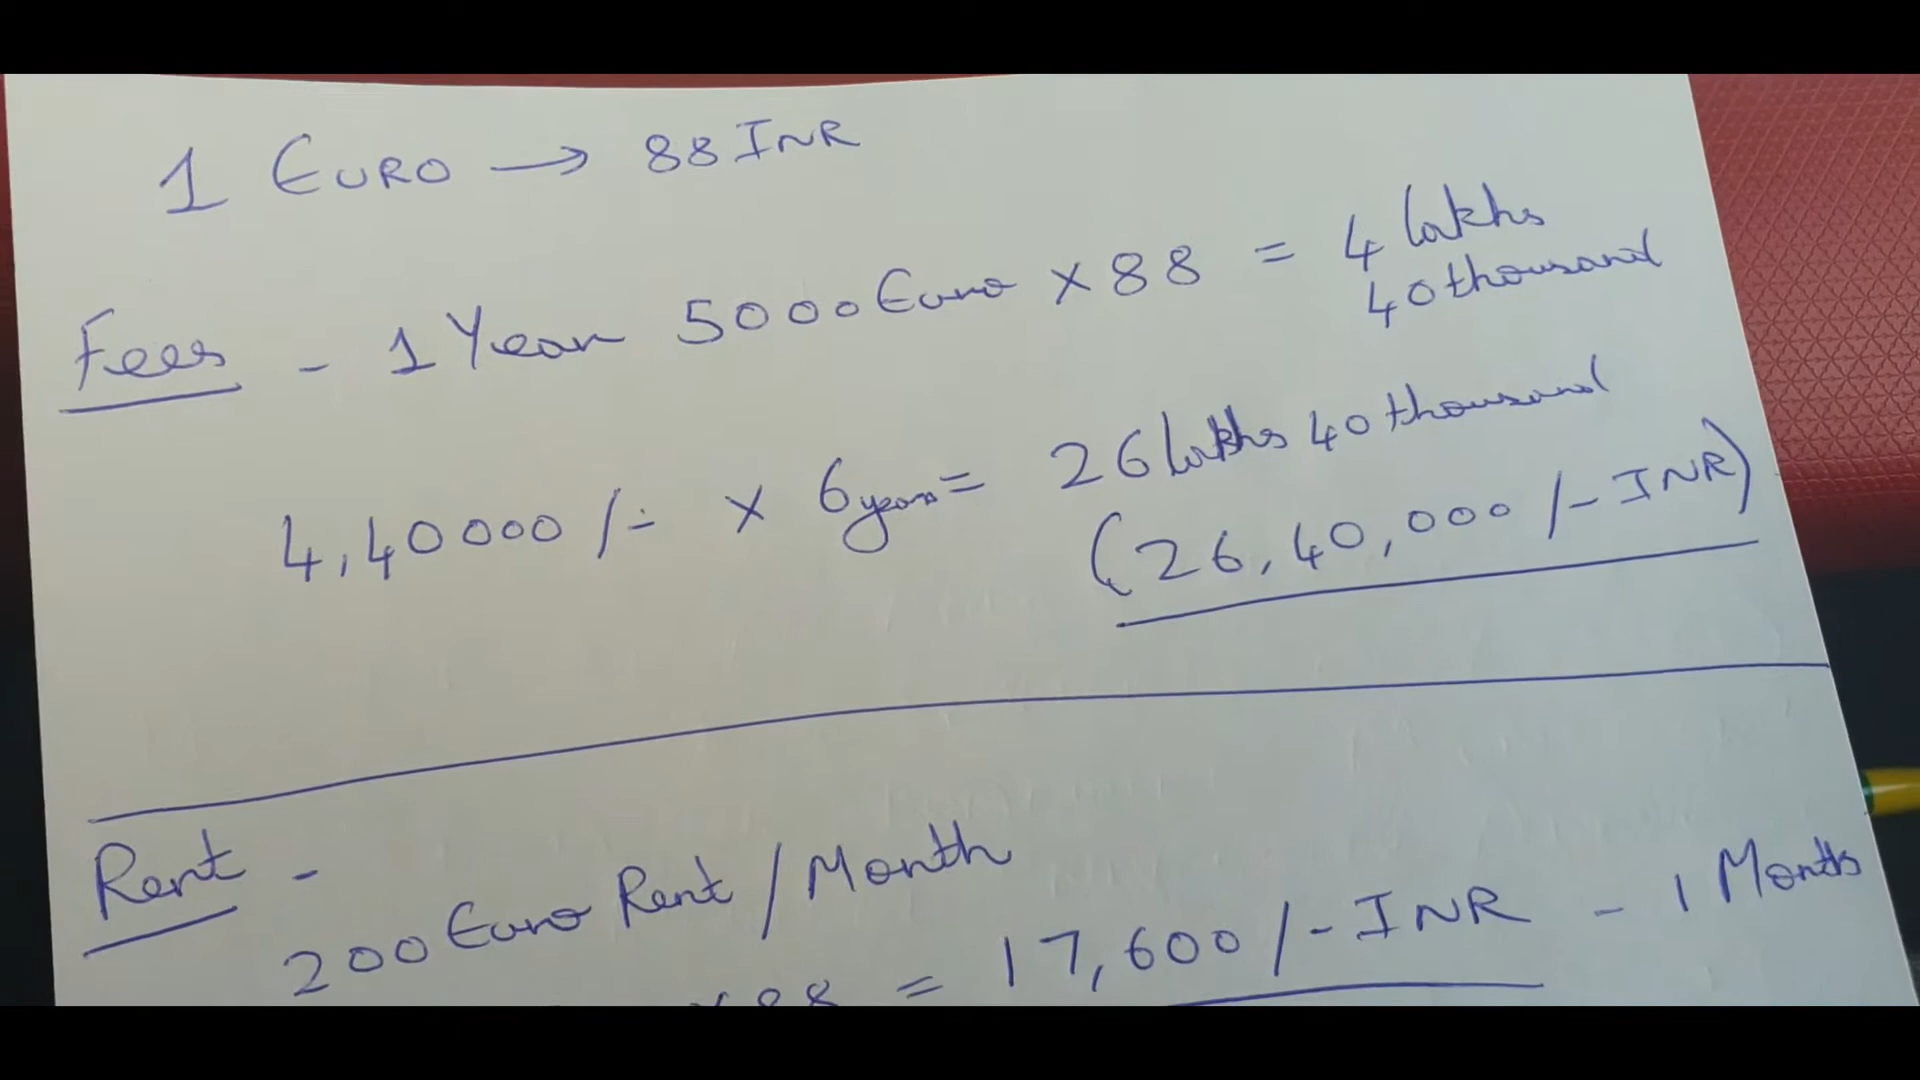 1 EURO → 88 INR
Fees - 1 Year 5000 Euro x 88 = 4 lakhs
40 thousand
4,40000 /- x 6 years = 26 lakhs 40 thousand
(26,40,000 /- INR)
Rent -
200 Euro Rent / Month
x 88 = 17,600 /- INR - 1 Month